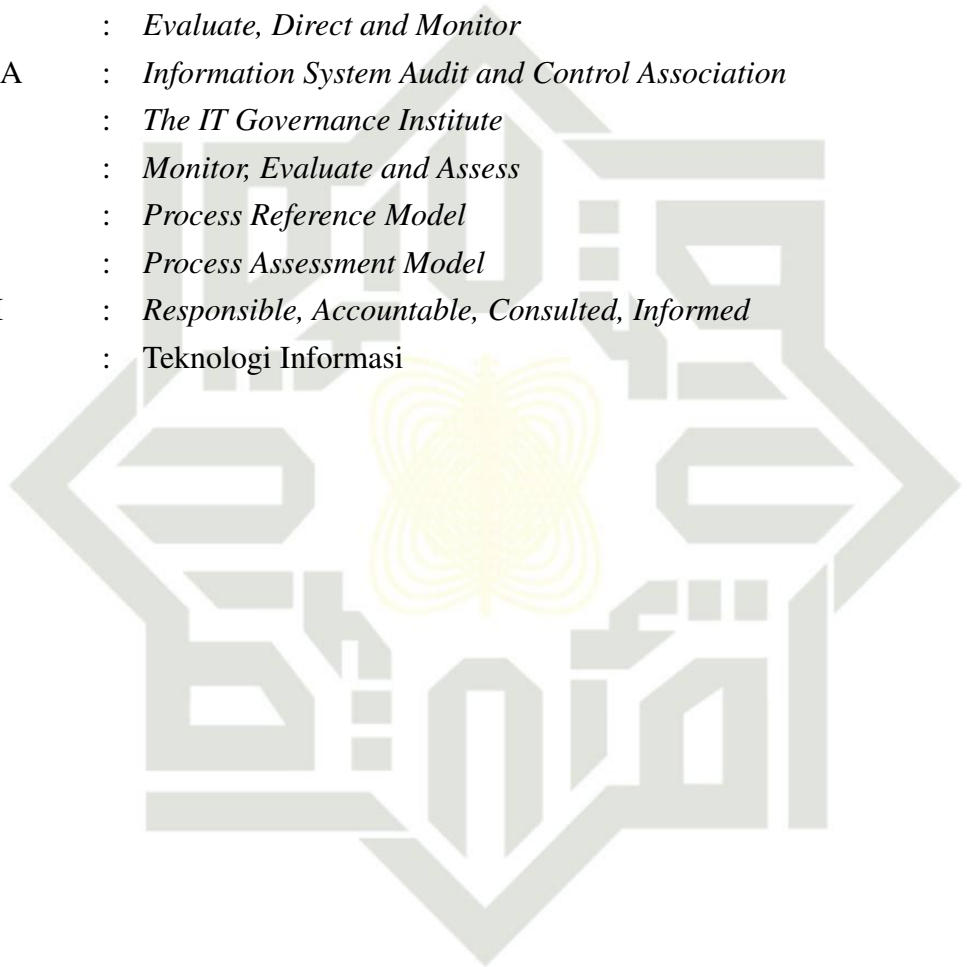 : Evaluate, Direct and Monitor
A : Information System Audit and Control Association
: The IT Governance Institute
: Monitor, Evaluate and Assess
: Process Reference Model
: Process Assessment Model
: Responsible, Accountable, Consulted, Informed
: Teknologi Informasi